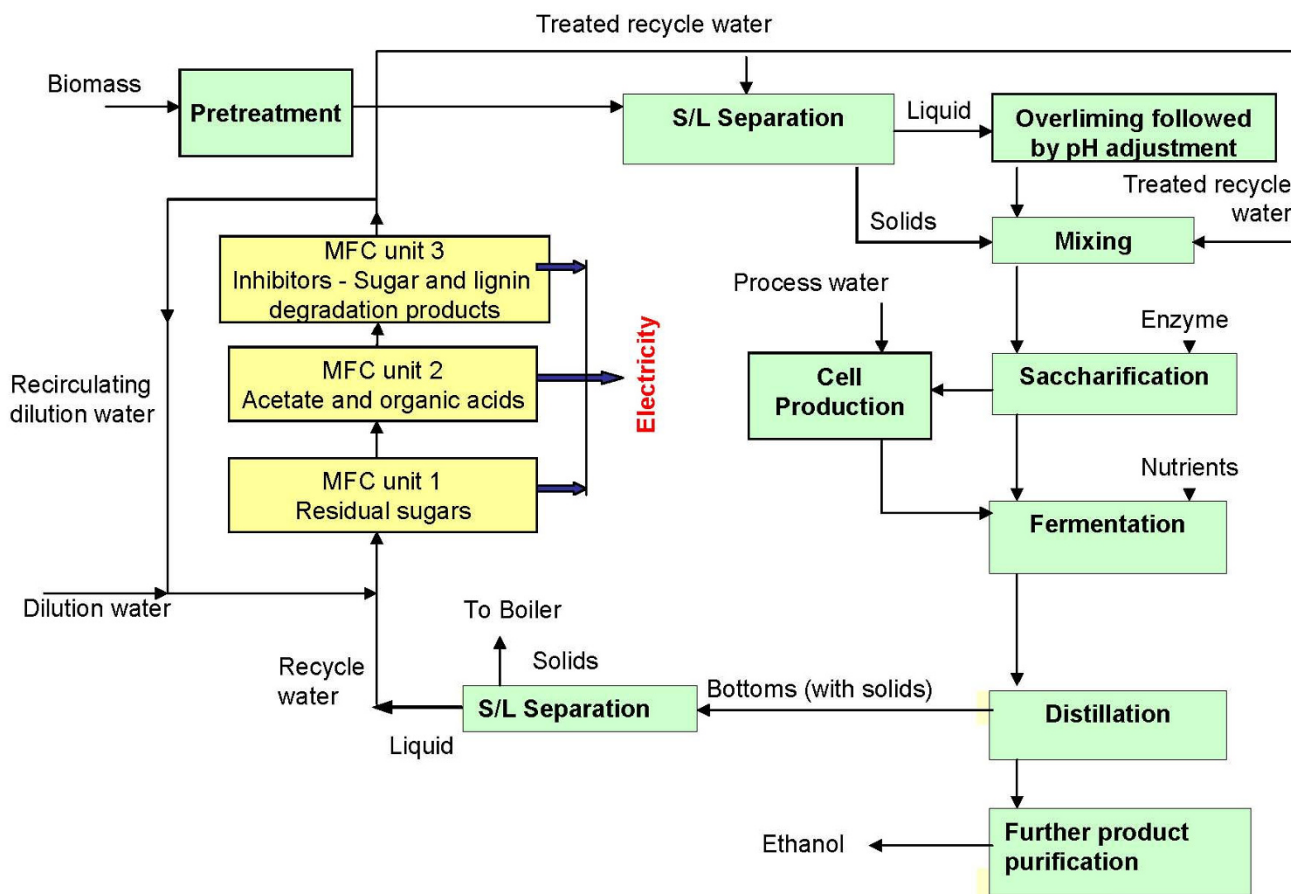 Treated recycle water
Biomass
Pretreatment
S/L Separation
Liquid
Overliming followed
by pH adjustment
Treated recycle
water
Solids
Mixing
MFC unit 3
Inhibitors - Sugar and lignin
degradation products
Process water
Enzyme
Recirculating
dilution water
MFC unit 2
Acetate and organic acids
Electricity
Cell
Production
Saccharification
MFC unit 1
Residual sugars
Nutrients
Fermentation
Dilution water
To Boiler
Solids
Recycle
water
S/L Separation
Liquid
Bottoms (with solids)
Distillation
Ethanol
Further product
purification